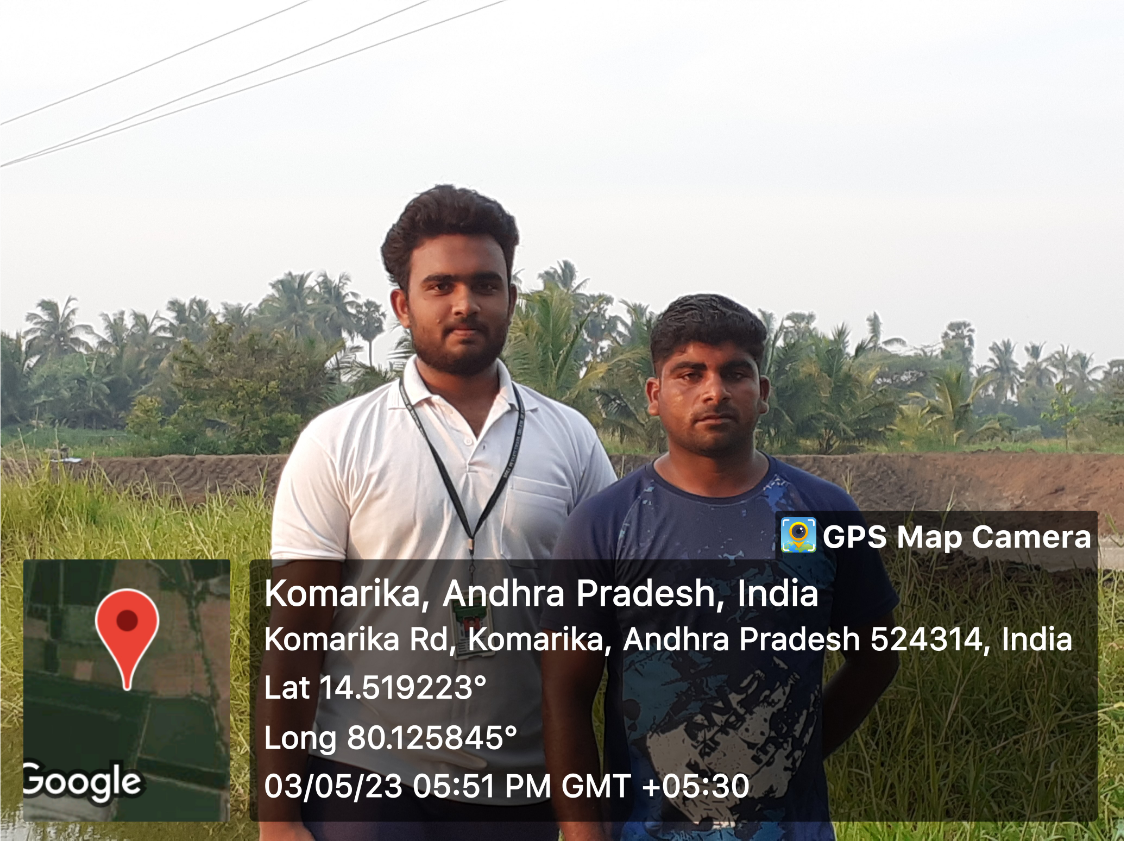 GPS Map Camera
Komarika, Andhra Pradesh, India
Komarika Rd, Komarika, Andhra Pradesh 524314, India
Lat 14.519223°
Long 80.125845°
03/05/23 05:51 PM GMT +05:30
Google